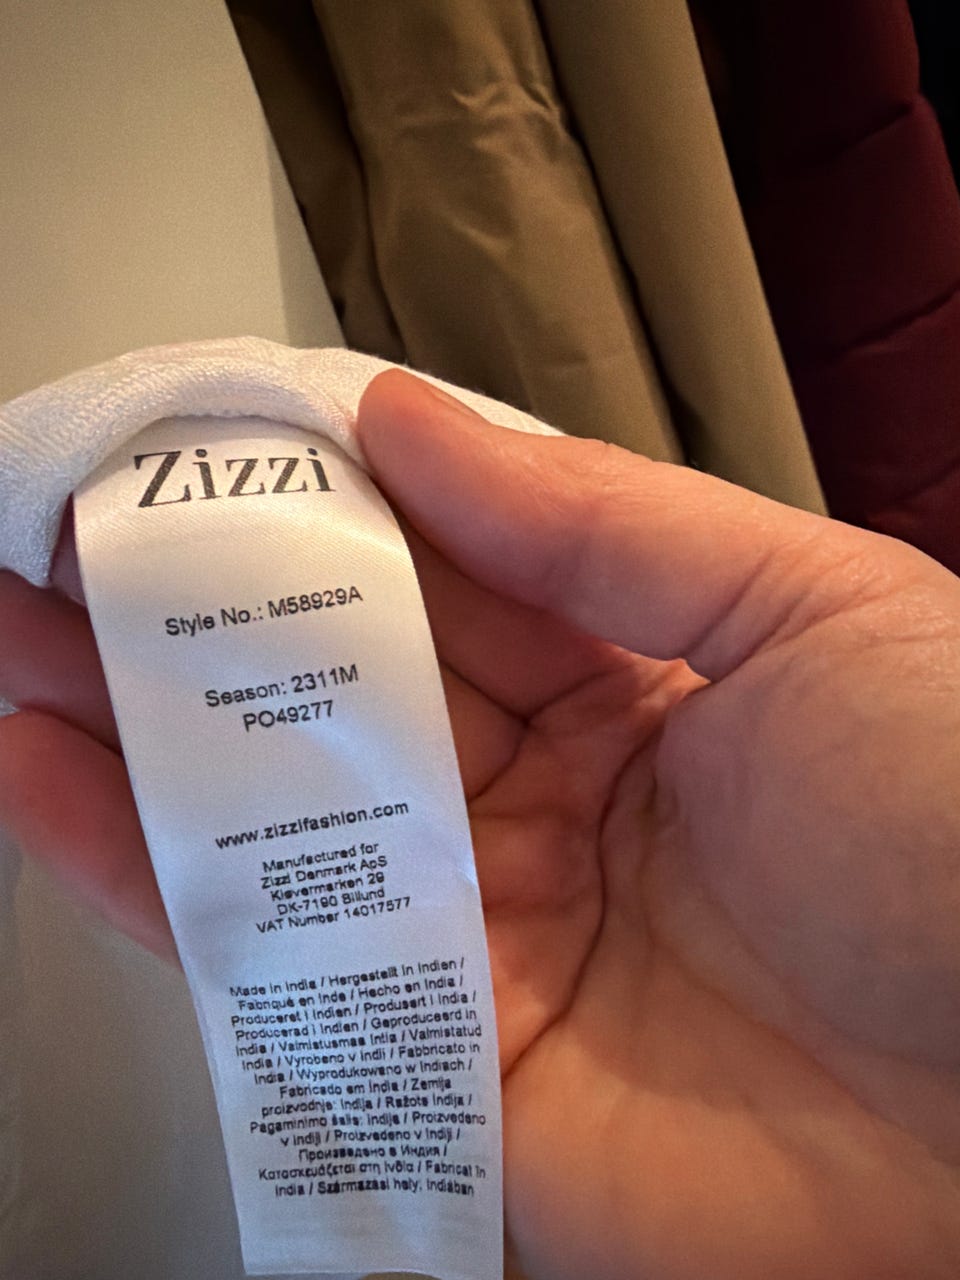 Zizzi
Style No.: M58929A
Season: 2311M
PO49277
www.zizzifashion.com
Manufactured for
Zizzi Denmark ApS
Kløvermarken 29
DK-7190 Billund
VAT Number 14017577
Made in India / Hergestellt in Indien /
Fabriqué en Inde / Hecho en India /
Produceret i Indien / Produsert i India /
Producerad i Indien / Geproduceerd in
India / Valmistusmaa Intia / Valmistatud
India / Vyrobeno v Indii / Fabbricato in
India / Wyprodukowano w Indiach /
Fabricado em India / Zemlja
proizvodnje: Indija / Ražots Indija /
Pagaminimo šalis: Indija / Proizvedeno
v Indiji / Proizvedeno v Indiji /
Произведено в Индия /
Κατασκευάζεται στη Ινδία / Fabricat în
India / Származási hely: Indiában